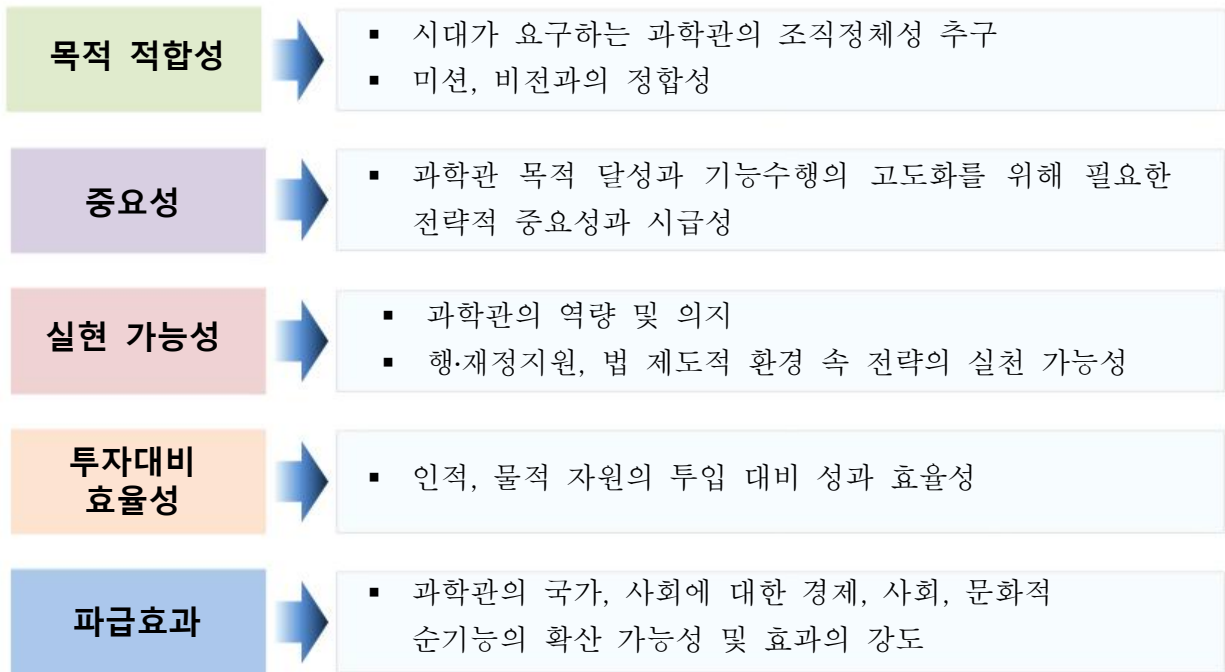 목적 적합성
▪ 시대가 요구하는 과학관의 조직정체성 추구
▪ 미션, 비전과의 정합성
중요성
▪ 과학관 목적 달성과 기능수행의 고도화를 위해 필요한
전략적 중요성과 시급성
실현 가능성
▪ 과학관의 역량 및 의지
▪ 행·재정지원, 법 제도적 환경 속 전략의 실천 가능성
투자대비
효율성
▪ 인적, 물적 자원의 투입 대비 성과 효율성
파급효과
▪ 과학관의 국가, 사회에 대한 경제, 사회, 문화적
순기능의 확산 가능성 및 효과의 강도